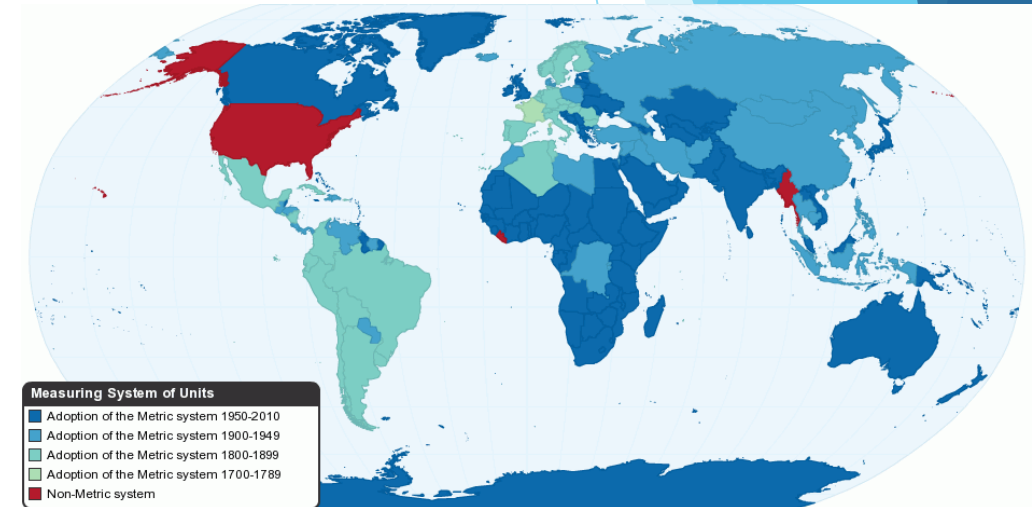 Measuring System of Units
Adoption of the Metric system 1950-2010
Adoption of the Metric system 1900-1949
Adoption of the Metric system 1800-1899
Adoption of the Metric system 1700-1789
Non-Metric system